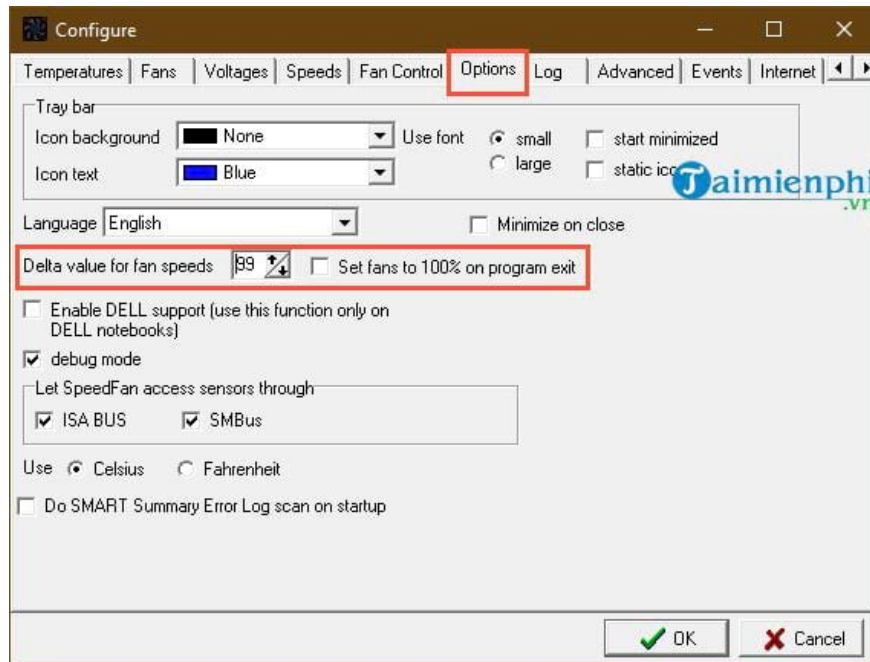 Configure
Temperatures Fans Voltages Speeds Fan Control Options Log Advanced Events Internet
Tray bar
Icon background None Use font small start minimized
Icon text Blue large static ico
Taimienphi
.vn
Language English Minimize on close
Delta value for fan speeds 99 Set fans to 100% on program exit
Enable DELL support (use this function only on
DELL notebooks)
debug mode
Let SpeedFan access sensors through
ISA BUS SMBus
Use Celsius Fahrenheit
Do SMART Summary Error Log scan on startup
OK Cancel